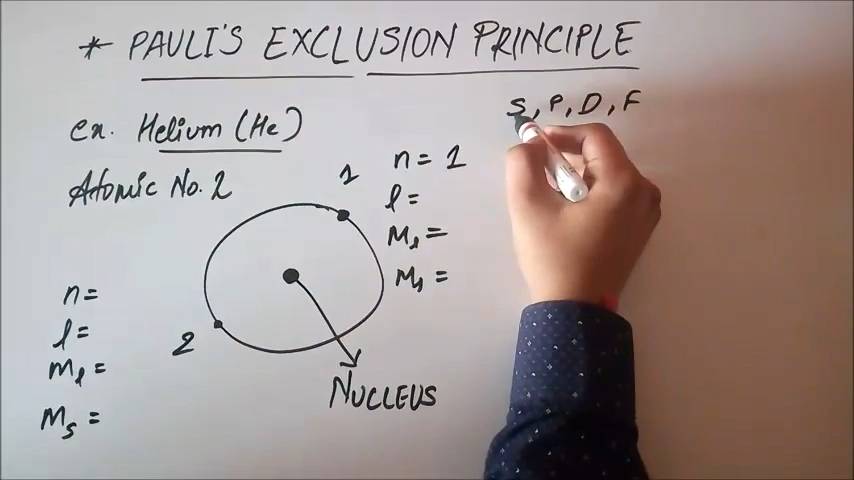 * PAULI'S EXCLUSION PRINCIPLE
S, P, D, F
ex. Helium (He)
Atomic No. 2
1
n = 1
l =
Ml =
Ms =
n =
l =
ml =
Ms =
2
NUCLEUS